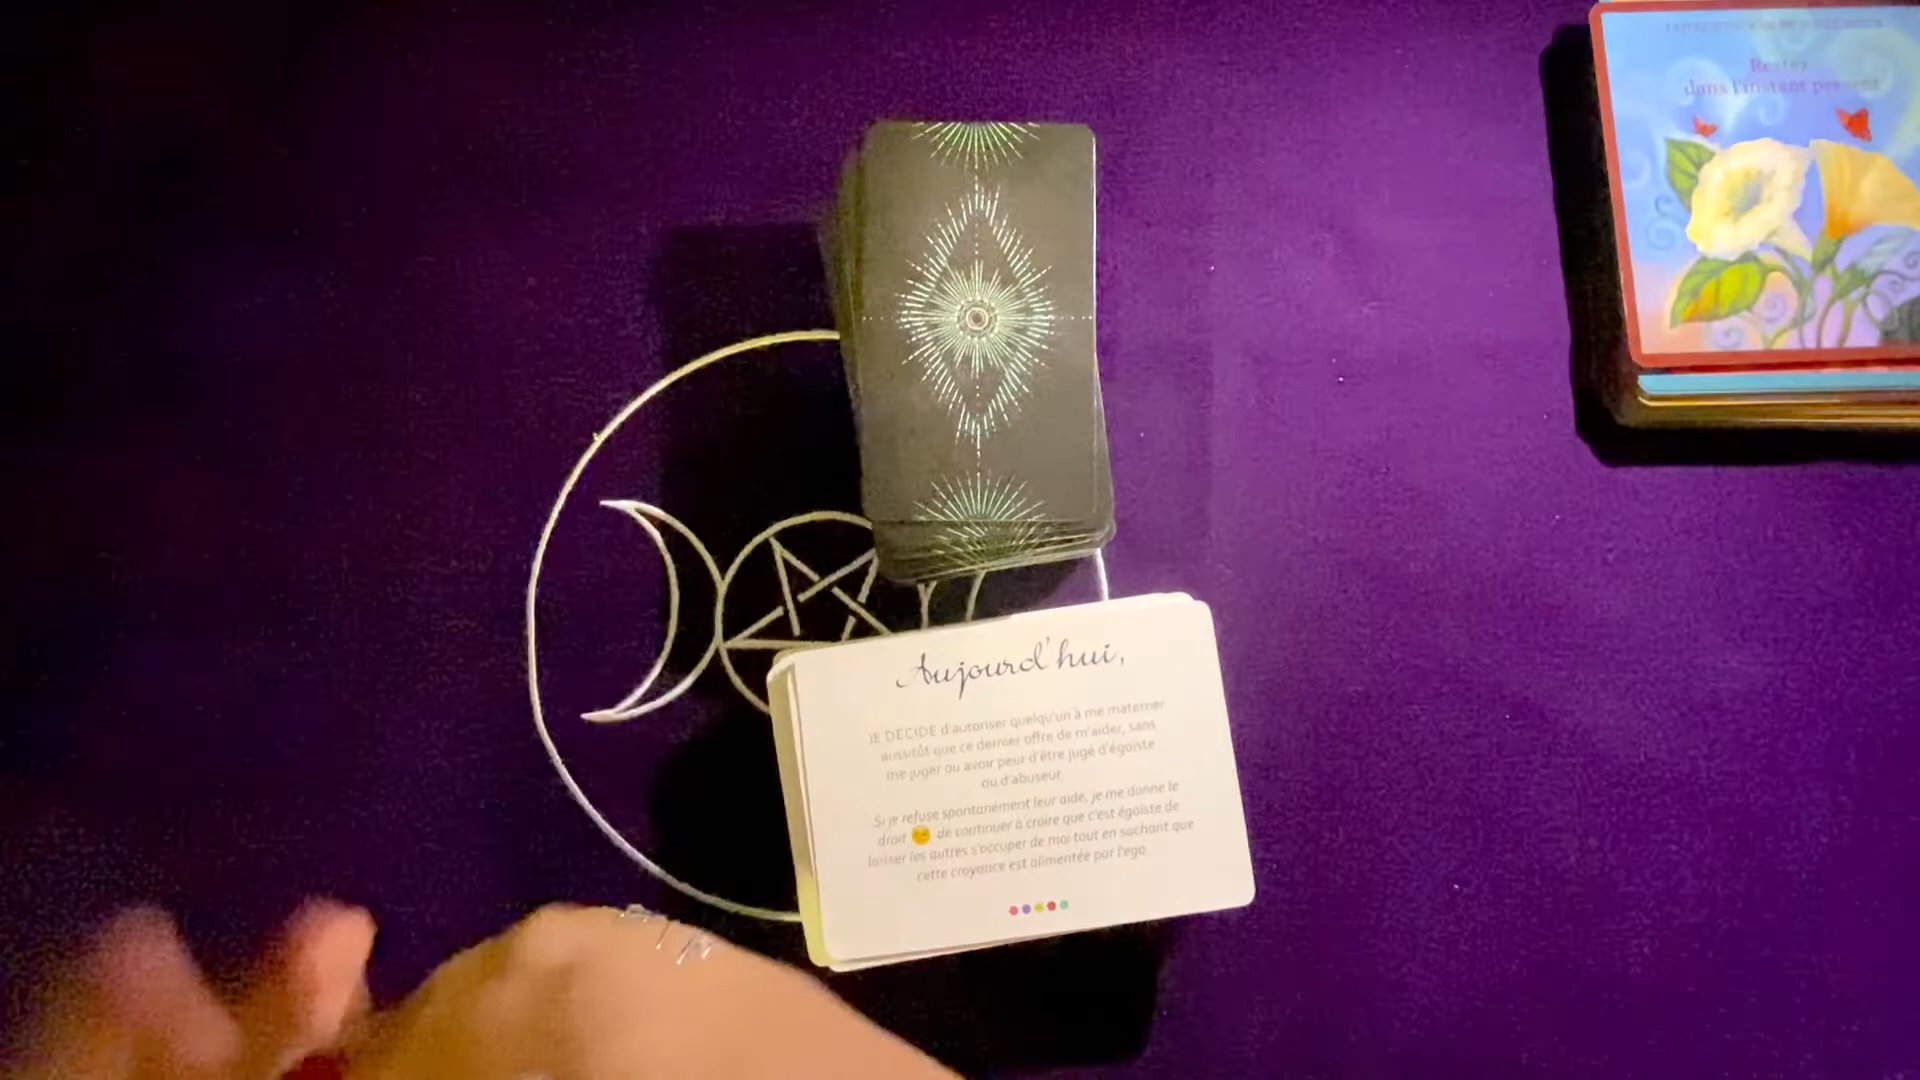 Rester
dans l'instant présent
Aujourd'hui,
JE DÉCIDE d'autoriser quelqu'un à me materner
aussitôt que ce dernier offre de m'aider, sans
me juger ou avoir peur d'être jugé d'égoïste
ou d'abuseur.
Si je refuse spontanément leur aide, je me donne le
droit de continuer à croire que c'est égoïste de
laisser les autres s'occuper de moi tout en sachant que
cette croyance est alimentée par l'ego.